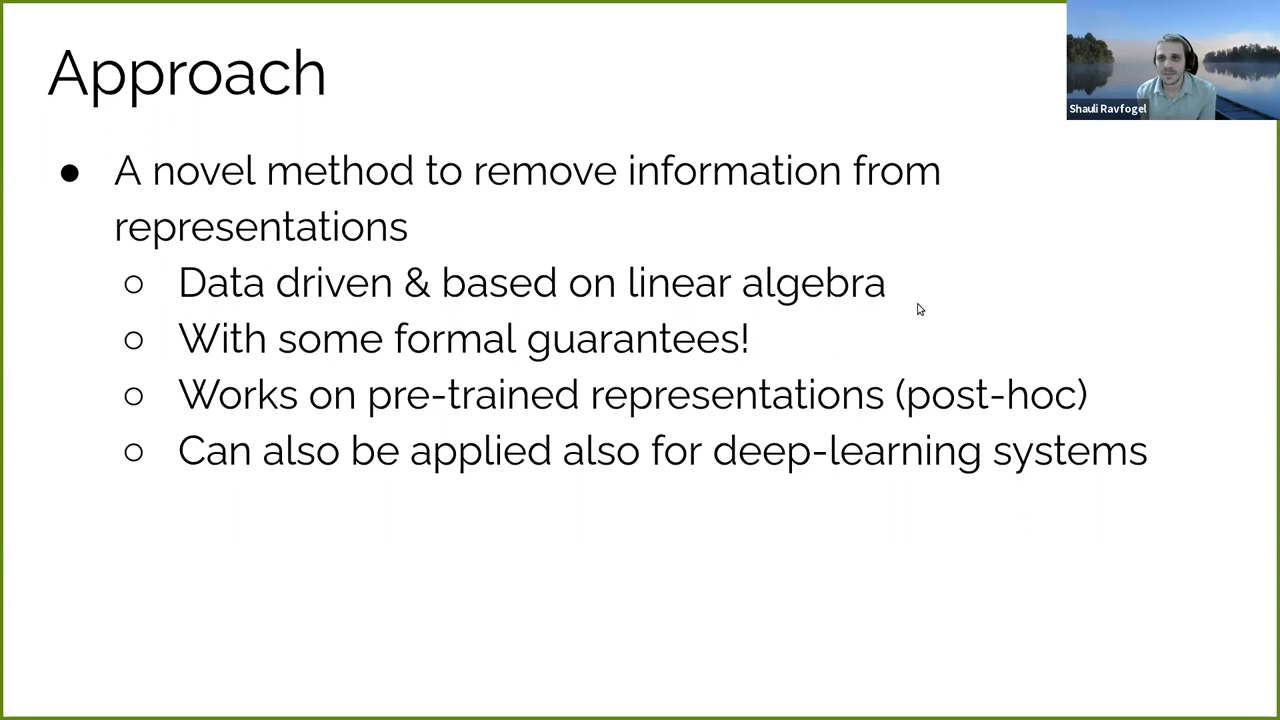 Approach
Shauli Ravfogel
● A novel method to remove information from
representations
○ Data driven & based on linear algebra
○ With some formal guarantees!
○ Works on pre-trained representations (post-hoc)
○ Can also be applied also for deep-learning systems